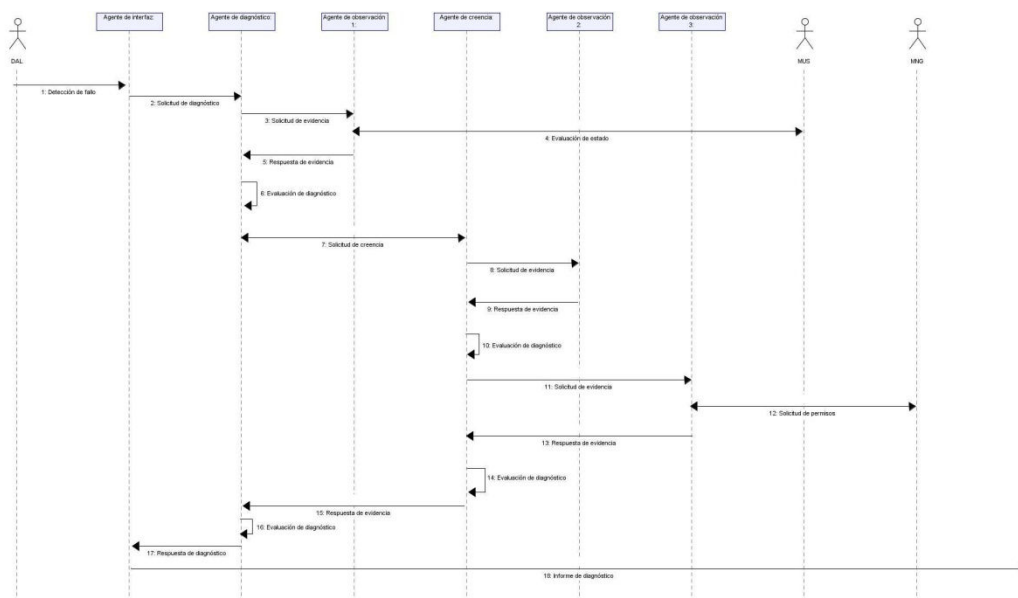 Agente de interfaz:
Agente de diagnóstico:
Agente de observación
1:
Agente de creencia:
Agente de observación
2:
Agente de observación
3:
DAL
MUS
MNG
1: Detección de fallo
2: Solicitud de diagnóstico
3: Solicitud de evidencia
4: Evaluación de estado
5: Respuesta de evidencia
6: Evaluación de diagnóstico
7: Solicitud de creencia
8: Solicitud de evidencia
9: Respuesta de evidencia
10: Evaluación de diagnóstico
11: Solicitud de evidencia
12: Solicitud de permisos
13: Respuesta de evidencia
14: Evaluación de diagnóstico
15: Respuesta de evidencia
16: Evaluación de diagnóstico
17: Respuesta de diagnóstico
18: Informe de diagnóstico